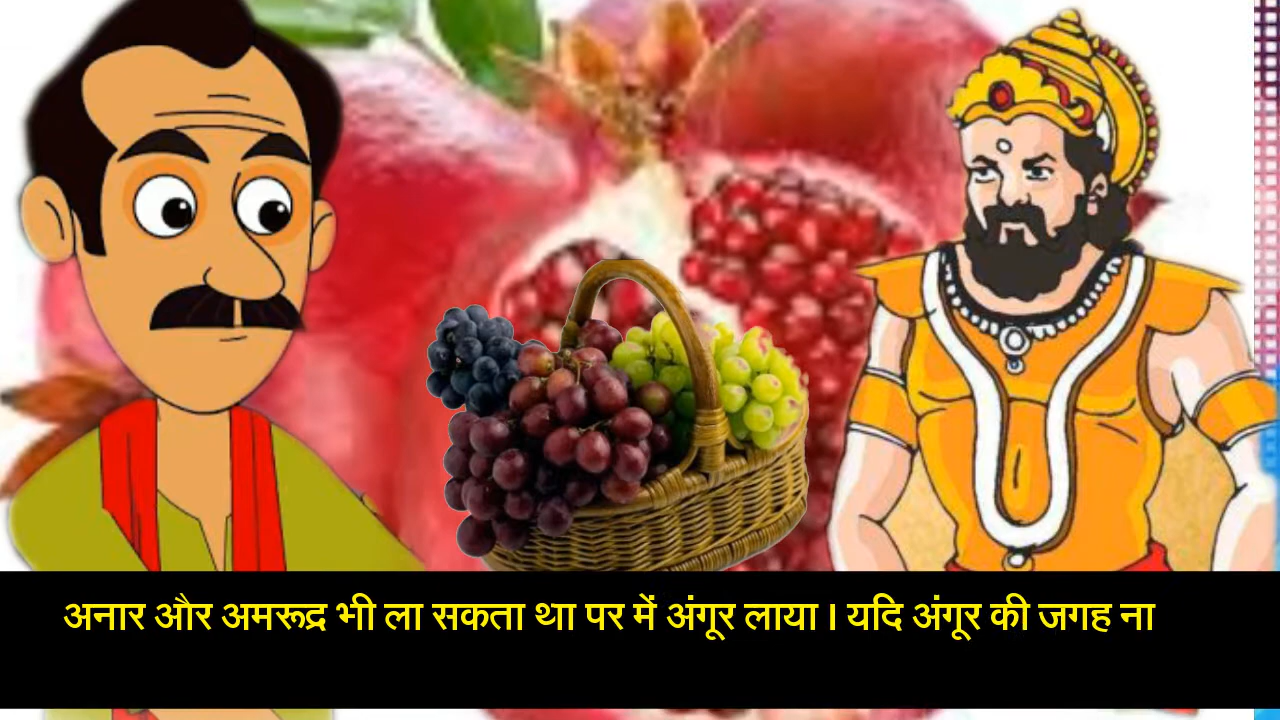 अनार और अमरूद्र भी ला सकता था पर में अंगूर लाया । यदि अंगूर की जगह ना